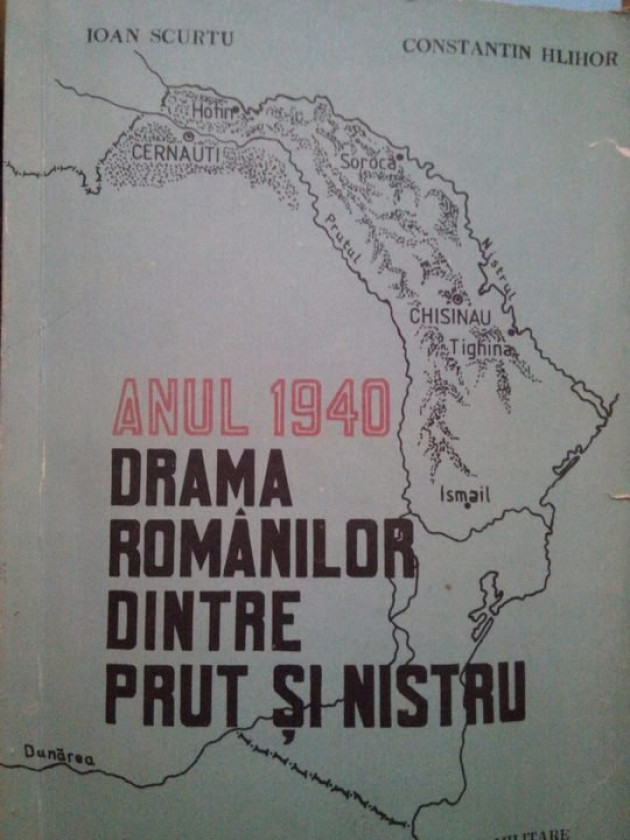 IOAN SCURTU
CONSTANTIN HLIHOR
Hotin
CERNAUTI
Soroca
Prutul
Nistrul
CHISINAU
Tighina
ANUL 1940
Ismail
DRAMA
ROMÂNILOR
DINTRE
PRUT ȘI NISTRU
Dunărea
MILITARE